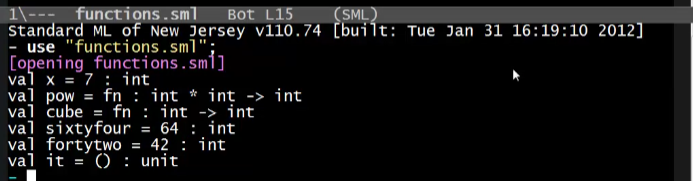 1\---  functions.sml   Bot L15    (SML)
Standard ML of New Jersey v110.74 [built: Tue Jan 31 16:19:10 2012]
- use "functions.sml";
[opening functions.sml]
val x = 7 : int
val pow = fn : int * int -> int
val cube = fn : int -> int
val sixtyfour = 64 : int
val fortytwo = 42 : int
val it = () : unit
-